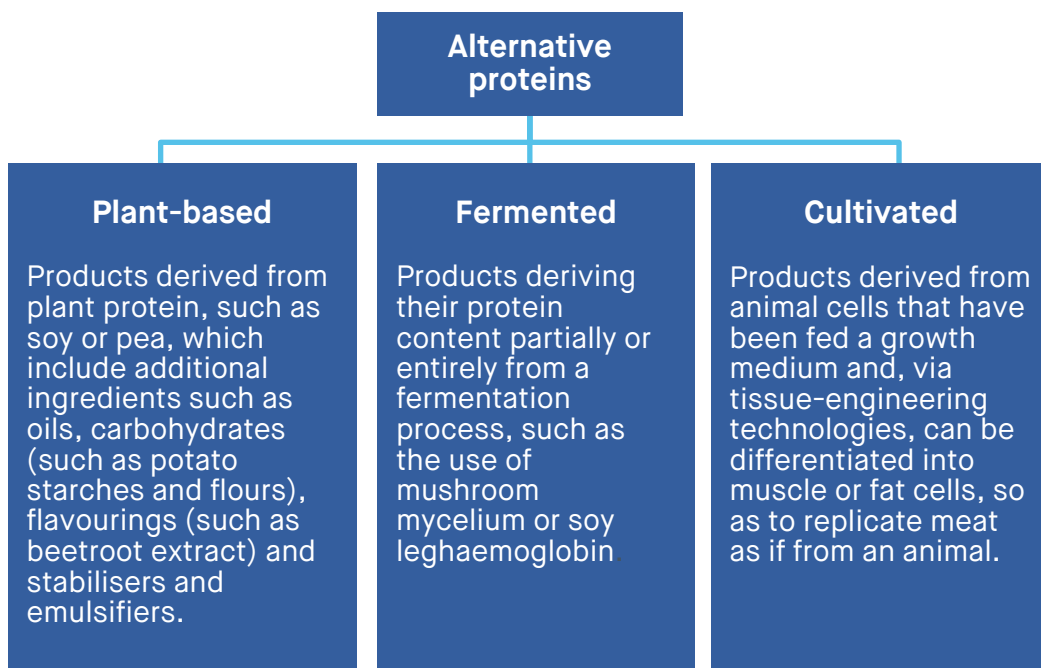 Alternative
proteins
Plant-based
Products derived from
plant protein, such as
soy or pea, which
include additional
ingredients such as
oils, carbohydrates
(such as potato
starches and flours),
flavourings (such as
beetroot extract) and
stabilisers and
emulsifiers.
Fermented
Products deriving
their protein
content partially or
entirely from a
fermentation
process, such as
the use of
mushroom
mycelium or soy
leghaemoglobin.
Cultivated
Products derived from
animal cells that have
been fed a growth
medium and, via
tissue-engineering
technologies, can be
differentiated into
muscle or fat cells, so
as to replicate meat
as if from an animal.